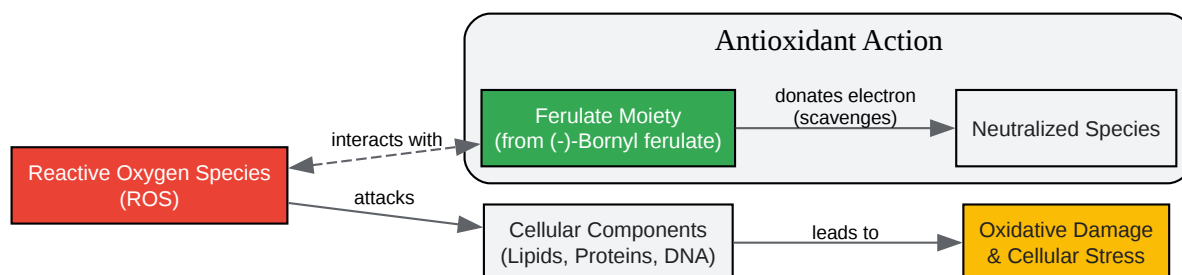 Antioxidant Action
Ferulate Moiety
(from (-)-Bornyl ferulate)
donates electron
(scavenges)
Neutralized Species
interacts with
Reactive Oxygen Species
(ROS)
attacks
Cellular Components
(Lipids, Proteins, DNA)
leads to
Oxidative Damage
& Cellular Stress